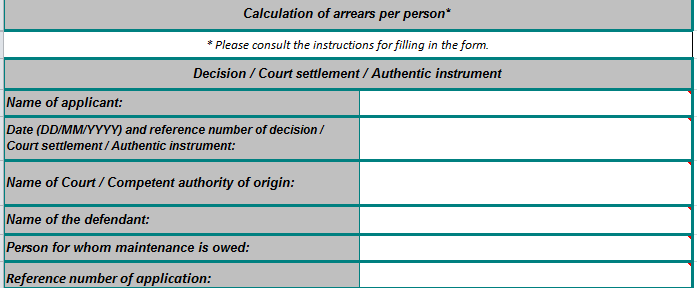 Calculation of arrears per person*
* Please consult the instructions for filling in the form.
Decision / Court settlement / Authentic instrument
Name of applicant:
Date (DD/MM/YYYY) and reference number of decision /
Court settlement / Authentic instrument:
Name of Court / Competent authority of origin:
Name of the defendant:
Person for whom maintenance is owed:
Reference number of application: